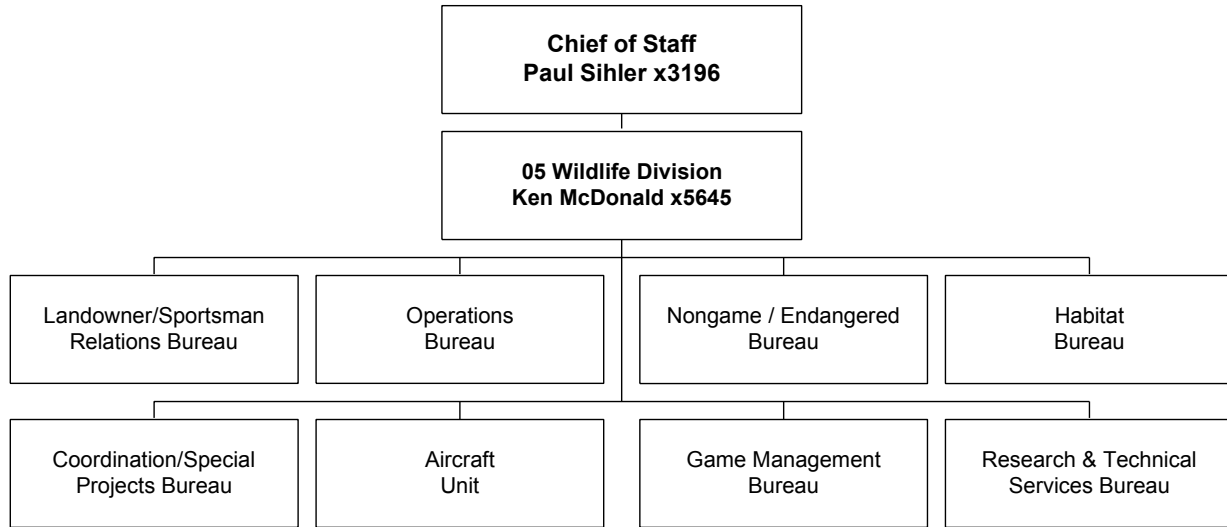 Chief of Staff
Paul Sihler x3196
05 Wildlife Division
Ken McDonald x5645
Landowner/Sportsman
Relations Bureau
Operations
Bureau
Nongame / Endangered
Bureau
Habitat
Bureau
Coordination/Special
Projects Bureau
Aircraft
Unit
Game Management
Bureau
Research & Technical
Services Bureau